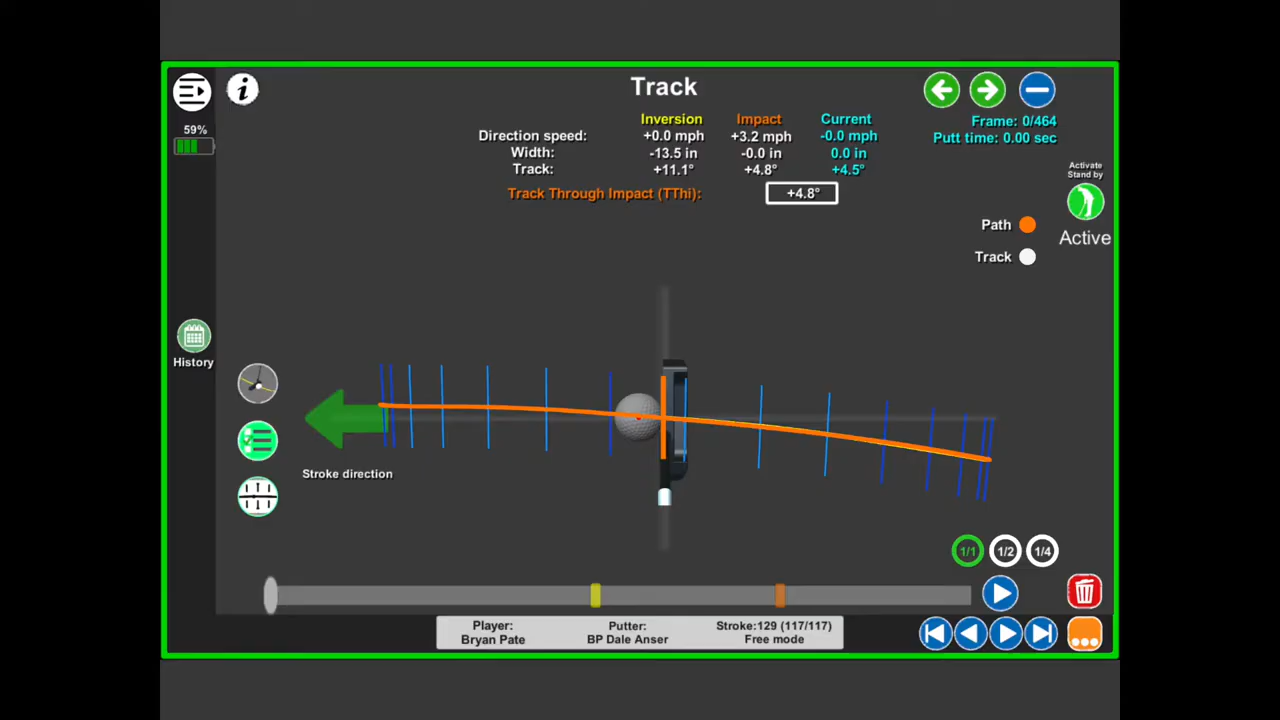 Track
59%
Inversion Impact Current
Direction speed: +0.0 mph +3.2 mph -0.0 mph
Width: -13.5 in -0.0 in 0.0 in
Track: +11.1° +4.8° +4.5°
Track Through Impact (TThi): +4.8°
Frame: 0/464
Putt time: 0.00 sec
Activate
Stand by
Active
Path
Track
History
Stroke direction
1/1 1/2 1/4
Player: Putter: Stroke:129 (117/117)
Bryan Pate BP Dale Anser Free mode